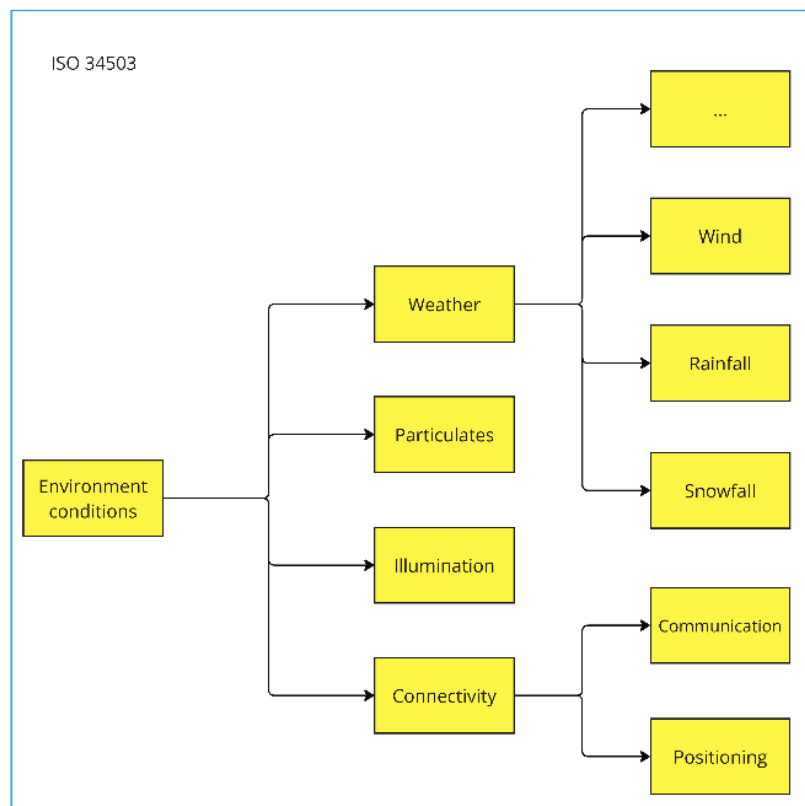 ISO 34503
...
Wind
Weather
Rainfall
Particulates
Environment
conditions
Snowfall
Illumination
Communication
Connectivity
Positioning